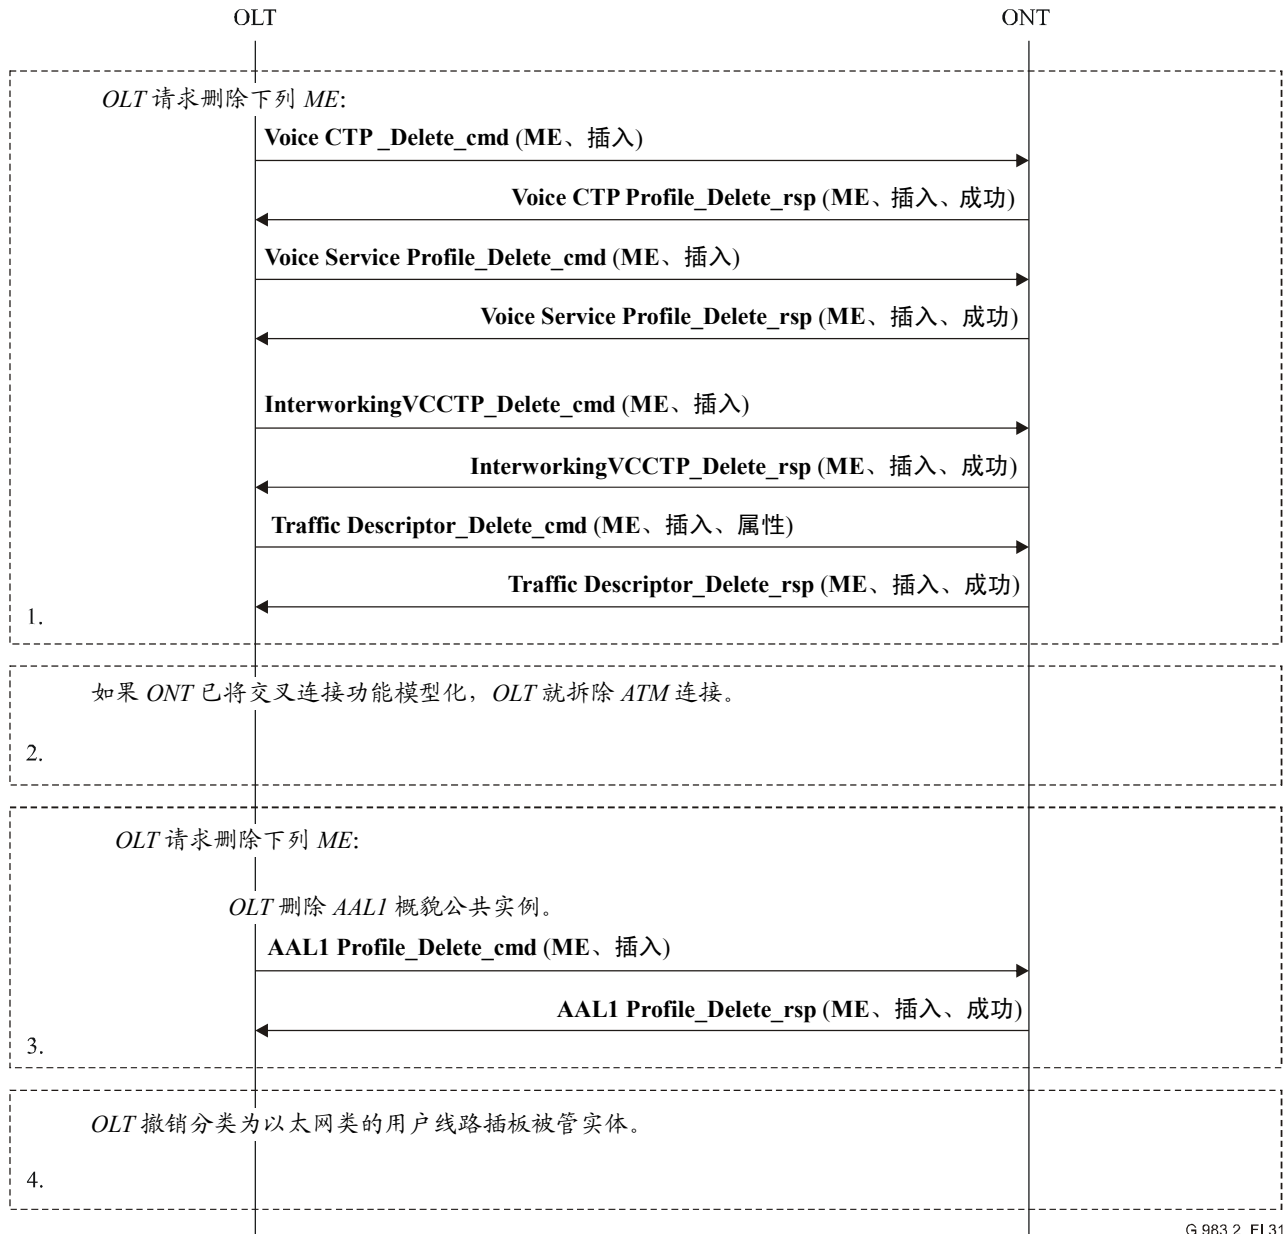 OLT ONT
OLT 请求删除下列 ME:
Voice CTP _Delete_cmd (ME、插入)
Voice CTP Profile_Delete_rsp (ME、插入、成功)
Voice Service Profile_Delete_cmd (ME、插入)
Voice Service Profile_Delete_rsp (ME、插入、成功)
InterworkingVCCTP_Delete_cmd (ME、插入)
InterworkingVCCTP_Delete_rsp (ME、插入、成功)
Traffic Descriptor_Delete_cmd (ME、插入、属性)
Traffic Descriptor_Delete_rsp (ME、插入、成功)
1.
如果 ONT 已将交叉连接功能模型化，OLT 就拆除 ATM 连接。
2.
OLT 请求删除下列 ME:
OLT 删除 AAL1 概貌公共实例。
AAL1 Profile_Delete_cmd (ME、插入)
AAL1 Profile_Delete_rsp (ME、插入、成功)
3.
OLT 撤销分类为以太网类的用户线路插板被管实体。
4.
G.983.2_FI.31